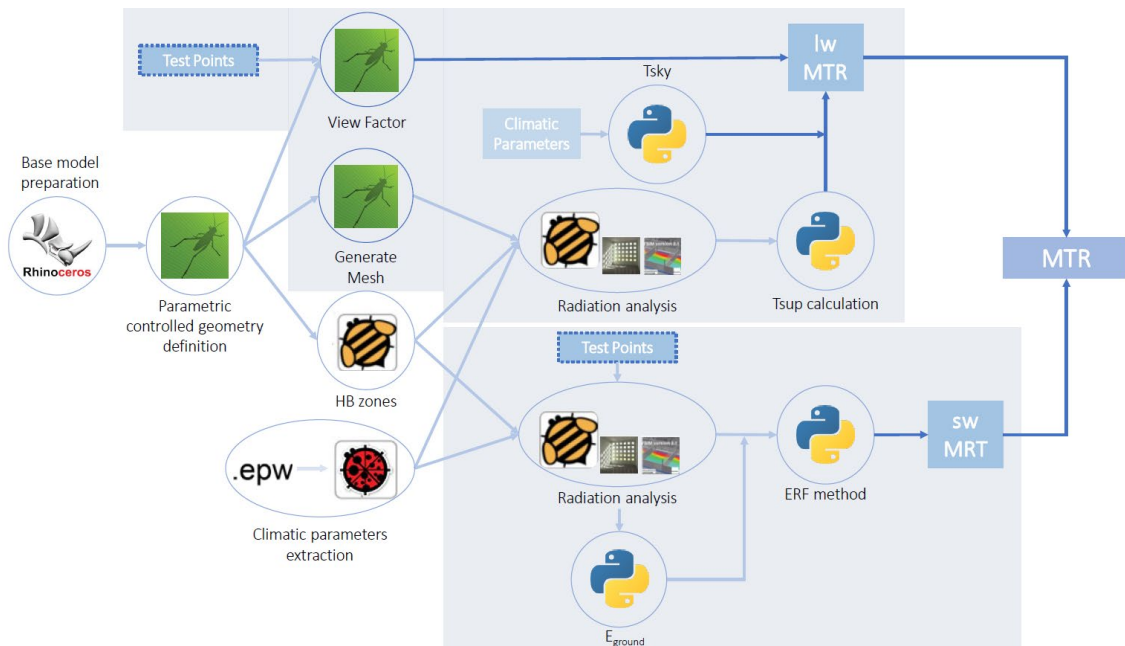 Test Points
View Factor
Tsky
Climatic
Parameters
lw
MTR
Base model
preparation
Rhinoceros
Parametric
controlled geometry
definition
Generate
Mesh
Radiation analysis
Tsup calculation
MTR
HB zones
.epw
Climatic parameters
extraction
Test Points
Radiation analysis
ERF method
sw
MRT
Eground